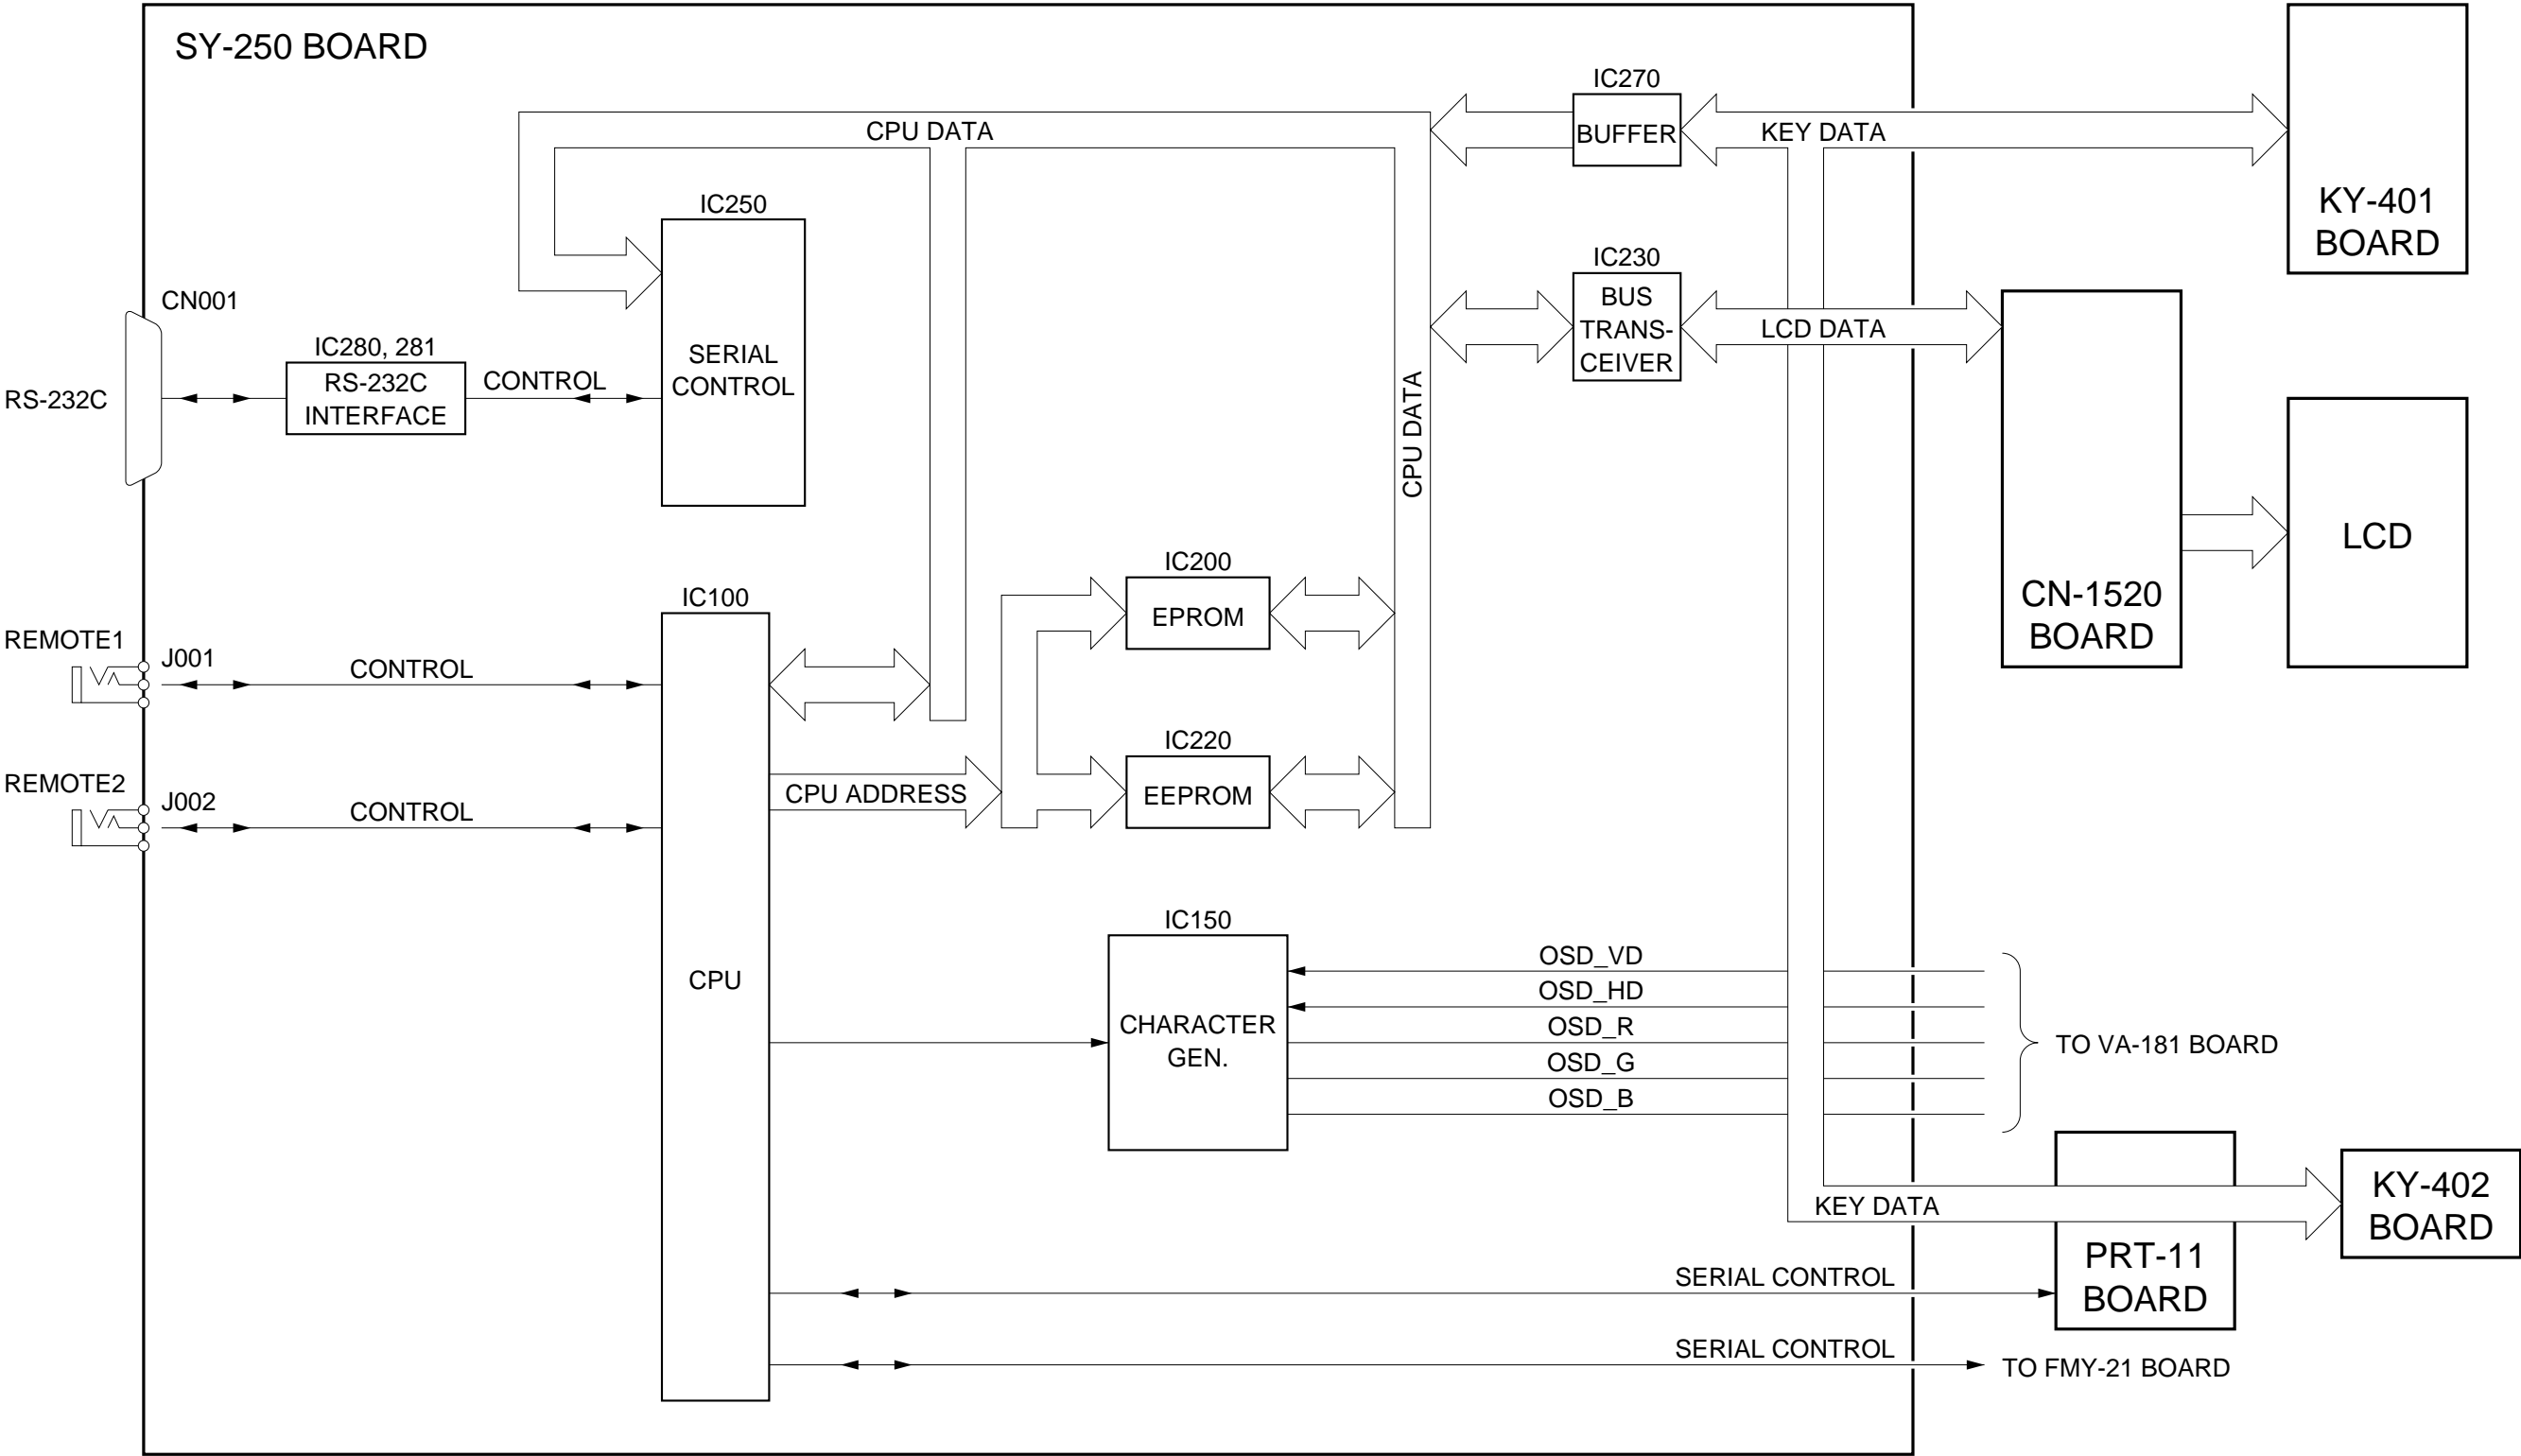 SY-250 BOARD
IC270
BUFFER
CPU DATA
KEY DATA
KY-401
BOARD
IC250
SERIAL
CONTROL
IC230
BUS
TRANS-
CEIVER
LCD DATA
CN001
RS-232C
IC280, 281
RS-232C
INTERFACE
CONTROL
CPU DATA
CN-1520
BOARD
LCD
IC200
EPROM
IC100
CPU
REMOTE1
J001
CONTROL
REMOTE2
J002
CONTROL
CPU ADDRESS
IC220
EEPROM
IC150
CHARACTER
GEN.
OSD_VD
OSD_HD
OSD_R
OSD_G
OSD_B
TO VA-181 BOARD
KEY DATA
KY-402
BOARD
PRT-11
BOARD
SERIAL CONTROL
SERIAL CONTROL
TO FMY-21 BOARD